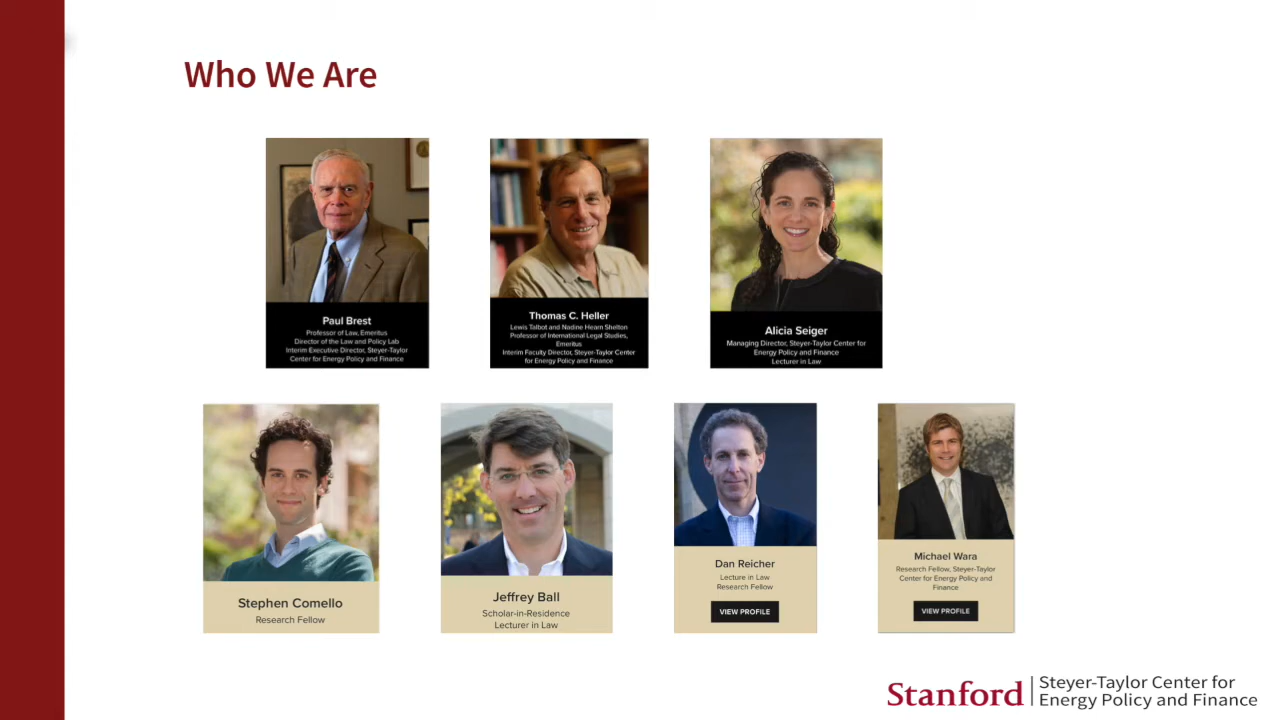 Who We Are
Paul Brest
Professor of Law, Emeritus
Director of the Law and Policy Lab
Interim Executive Director, Steyer-Taylor
Center for Energy Policy and Finance
Thomas C. Heller
Lewis Talbot and Nadine Hearn Shelton
Professor of International Legal Studies,
Emeritus
Interim Faculty Director, Steyer-Taylor Center
for Energy Policy and Finance
Alicia Seiger
Managing Director, Steyer-Taylor Center for
Energy Policy and Finance
Lecturer in Law
Stephen Comello
Research Fellow
Jeffrey Ball
Scholar-in-Residence
Lecturer in Law
Dan Reicher
Lecture in Law
Research Fellow
VIEW PROFILE
Michael Wara
Research Fellow, Steyer-Taylor
Center for Energy Policy and
Finance
VIEW PROFILE
Stanford
Steyer-Taylor Center for
Energy Policy and Finance